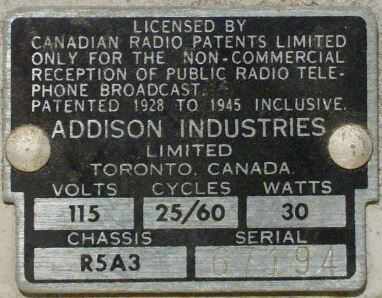 LICENSED BY
CANADIAN RADIO PATENTS LIMITED
ONLY FOR THE NON-COMMERCIAL
RECEPTION OF PUBLIC RADIO TELE-
PHONE BROADCAST.
PATENTED 1928 TO 1945 INCLUSIVE.
ADDISON INDUSTRIES
LIMITED
TORONTO, CANADA.
VOLTS CYCLES WATTS
115 25/60 30
CHASSIS SERIAL
R5A3 67194